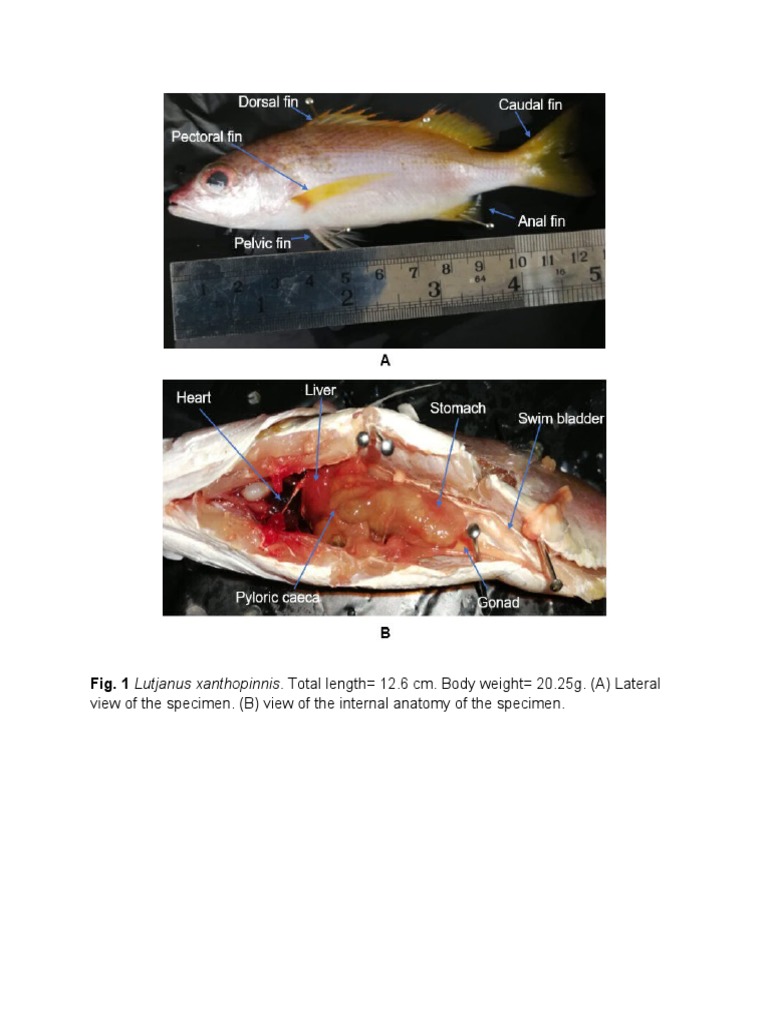 Dorsal fin
Caudal fin
Pectoral fin
Anal fin
Pelvic fin
1 2 3 4 5 6 7 8 9 10 11 12 1
64 16
1 2 3 4 5
A
Heart
Liver
Stomach
Swim bladder
Pyloric caeca
Gonad
B
Fig. 1 Lutjanus xanthopinnis. Total length= 12.6 cm. Body weight= 20.25g. (A) Lateral
view of the specimen. (B) view of the internal anatomy of the specimen.